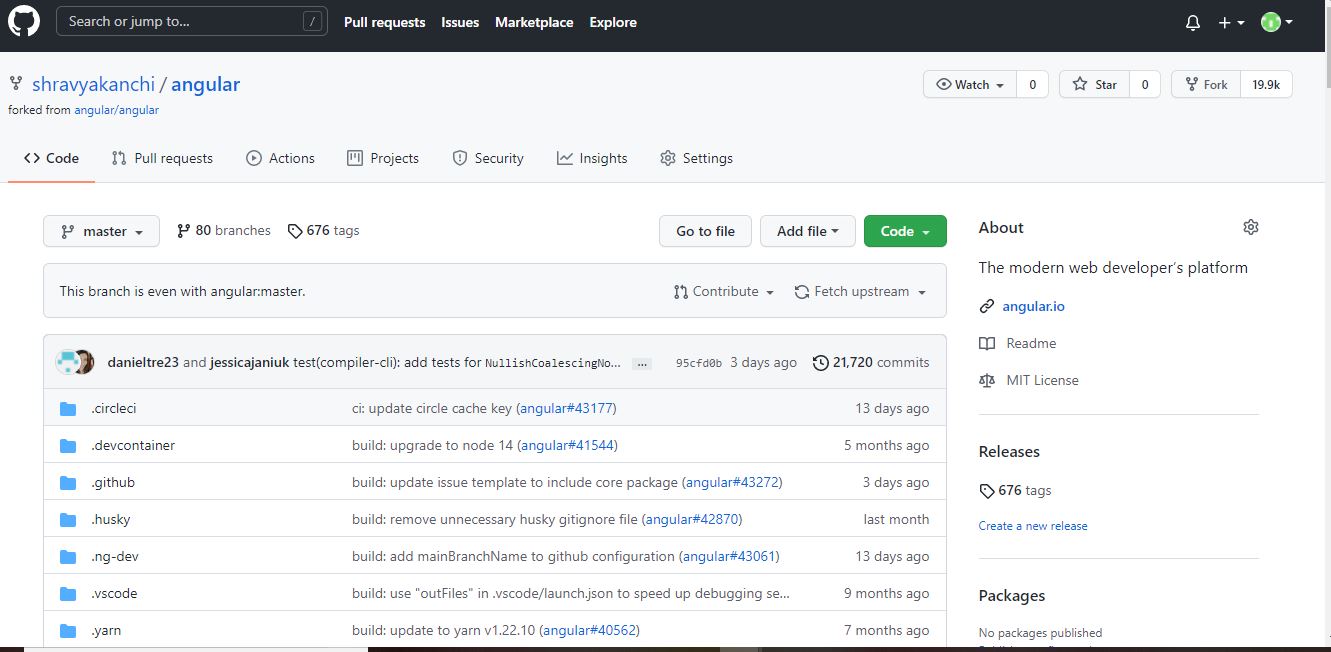 Search or jump to... /
Pull requests Issues Marketplace Explore
shravyakanchi / angular
Watch 0 Star 0 Fork 19.9k
forked from angular/angular
Code Pull requests Actions Projects Security Insights Settings
master 80 branches 676 tags Go to file Add file Code
This branch is even with angular:master. Contribute Fetch upstream
danieltre23 and jessicajaniuk test(compiler-cli): add tests for NullishCoalescingNo... ... 95cfd0b 3 days ago 21,720 commits
.circleci ci: update circle cache key (angular#43177) 13 days ago
.devcontainer build: upgrade to node 14 (angular#41544) 5 months ago
.github build: update issue template to include core package (angular#43272) 3 days ago
.husky build: remove unnecessary husky gitignore file (angular#42870) last month
.ng-dev build: add mainBranchName to github configuration (angular#43061) 13 days ago
.vscode build: use "outFiles" in .vscode/launch.json to speed up debugging se... 9 months ago
.yarn build: update to yarn v1.22.10 (angular#40562) 7 months ago
About
The modern web developer's platform
angular.io
Readme
MIT License
Releases
676 tags
Create a new release
Packages
No packages published